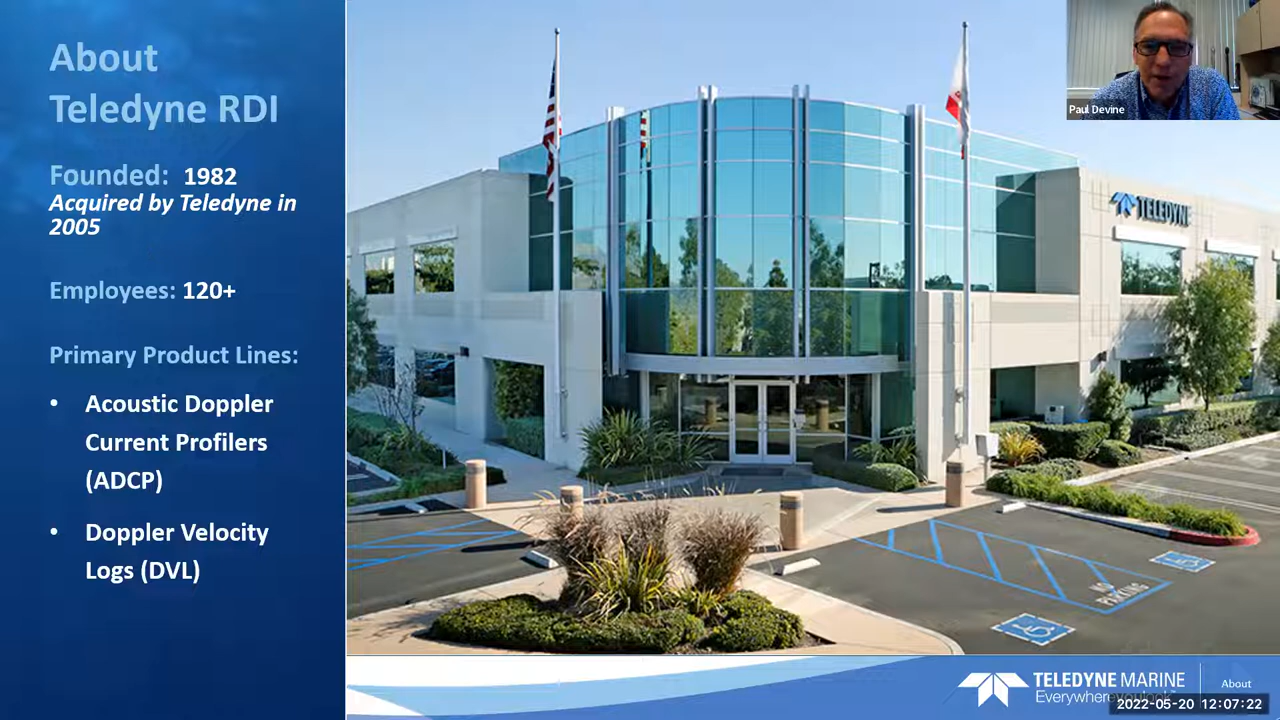 About
Teledyne RDI
Founded: 1982
Acquired by Teledyne in
2005
Employees: 120+
Primary Product Lines:
• Acoustic Doppler
Current Profilers
(ADCP)
• Doppler Velocity
Logs (DVL)
Paul Devine
TELEDYNE
NO
PARKING
TELEDYNE MARINE
Everywhereyoulook
About
2022-05-20 12:07:22